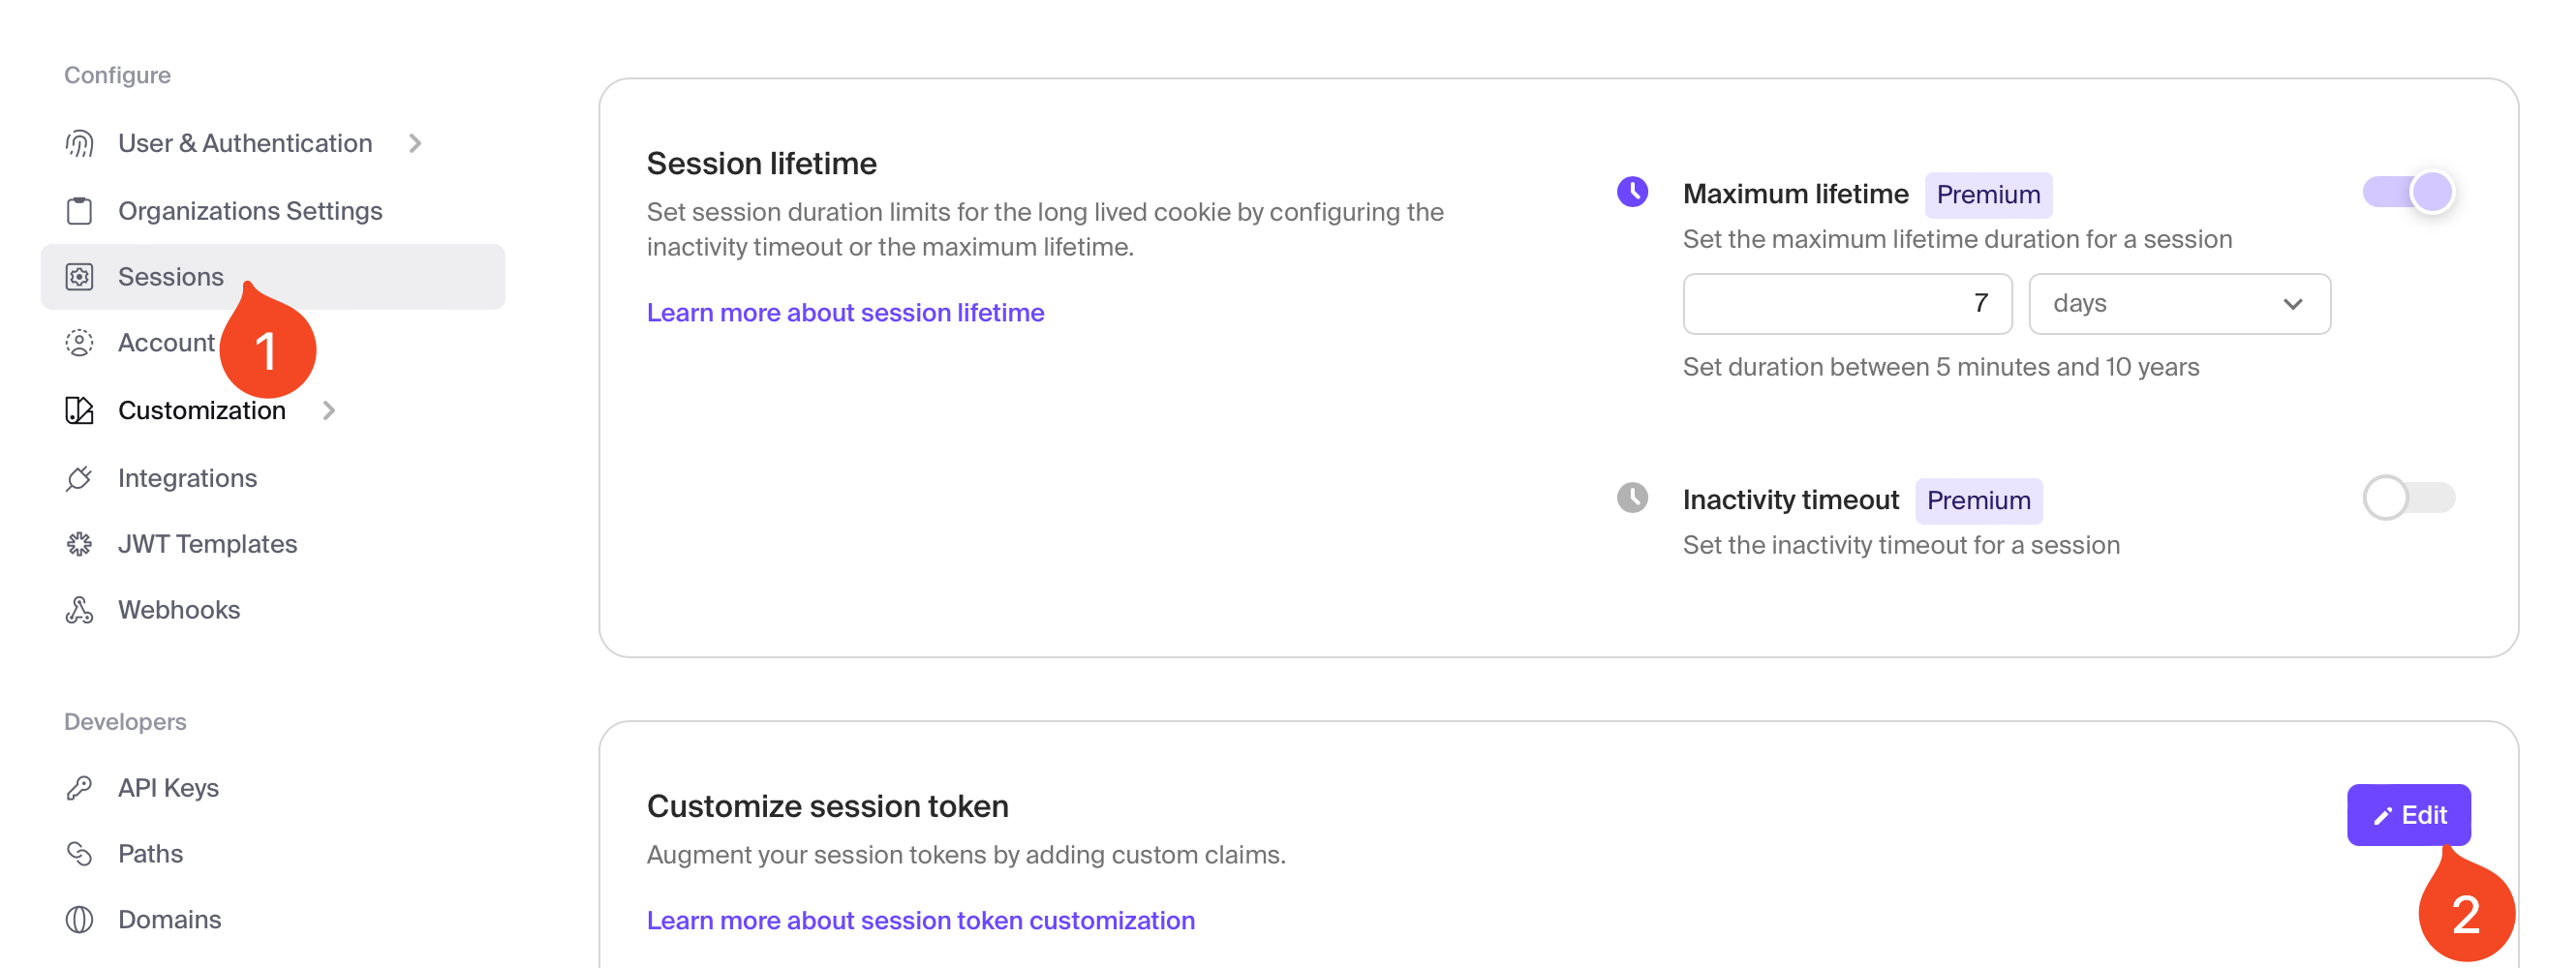 Configure
User & Authentication
Organizations Settings
Sessions
1
Account
Customization
Integrations
JWT Templates
Webhooks
Developers
API Keys
Paths
Domains
Session lifetime
Set session duration limits for the long lived cookie by configuring the
inactivity timeout or the maximum lifetime.
Learn more about session lifetime
Maximum lifetime Premium
Set the maximum lifetime duration for a session
7 days
Set duration between 5 minutes and 10 years
Inactivity timeout Premium
Set the inactivity timeout for a session
Customize session token
Augment your session tokens by adding custom claims.
Learn more about session token customization
Edit
2